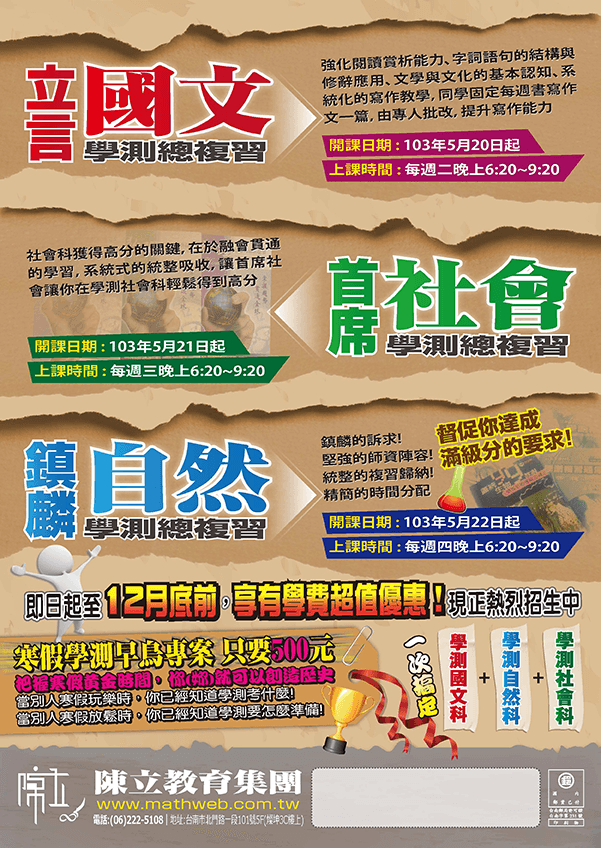 立言
國文
學測總複習
強化閱讀賞析能力、字詞語句的結構與
修辭應用、文學與文化的基本認知、系
統化的寫作教學，同學固定每週書寫作
文一篇，由專人批改，提升寫作能力
開課日期：103年5月20日起
上課時間：每週二晚上6:20~9:20
社會科獲得高分的關鍵，在於融會貫通
的學習，系統式的統整吸收，讓首席社
會讓你在學測社會科輕鬆得到高分
開課日期：103年5月21日起
上課時間：每週三晚上6:20~9:20
首席
社會
學測總複習
鎮麟
自然
學測總複習
鎮麟的訴求！
堅強的師資陣容！
統整的複習歸納！
精簡的時間分配
督促你達成
滿級分的要求！
開課日期：103年5月22日起
上課時間：每週四晚上6:20~9:20
即日起至12月底前，享有學費超值優惠！現正熱烈招生中
寒假學測早鳥專案 只要500元
把握寒假黃金時間，你(妳)就可以創造歷史
當別人寒假玩樂時，你已經知道學測考什麼！
當別人寒假放鬆時，你已經知道學測要怎麼準備！
一次搞定
學測國文科
+
學測自然科
+
學測社會科
陳立教育集團
www.mathweb.com.tw
電話:(06)222-5108 | 地址:台南市北門路一段101號5F(燦坤3C樓上)
國內
郵資已付